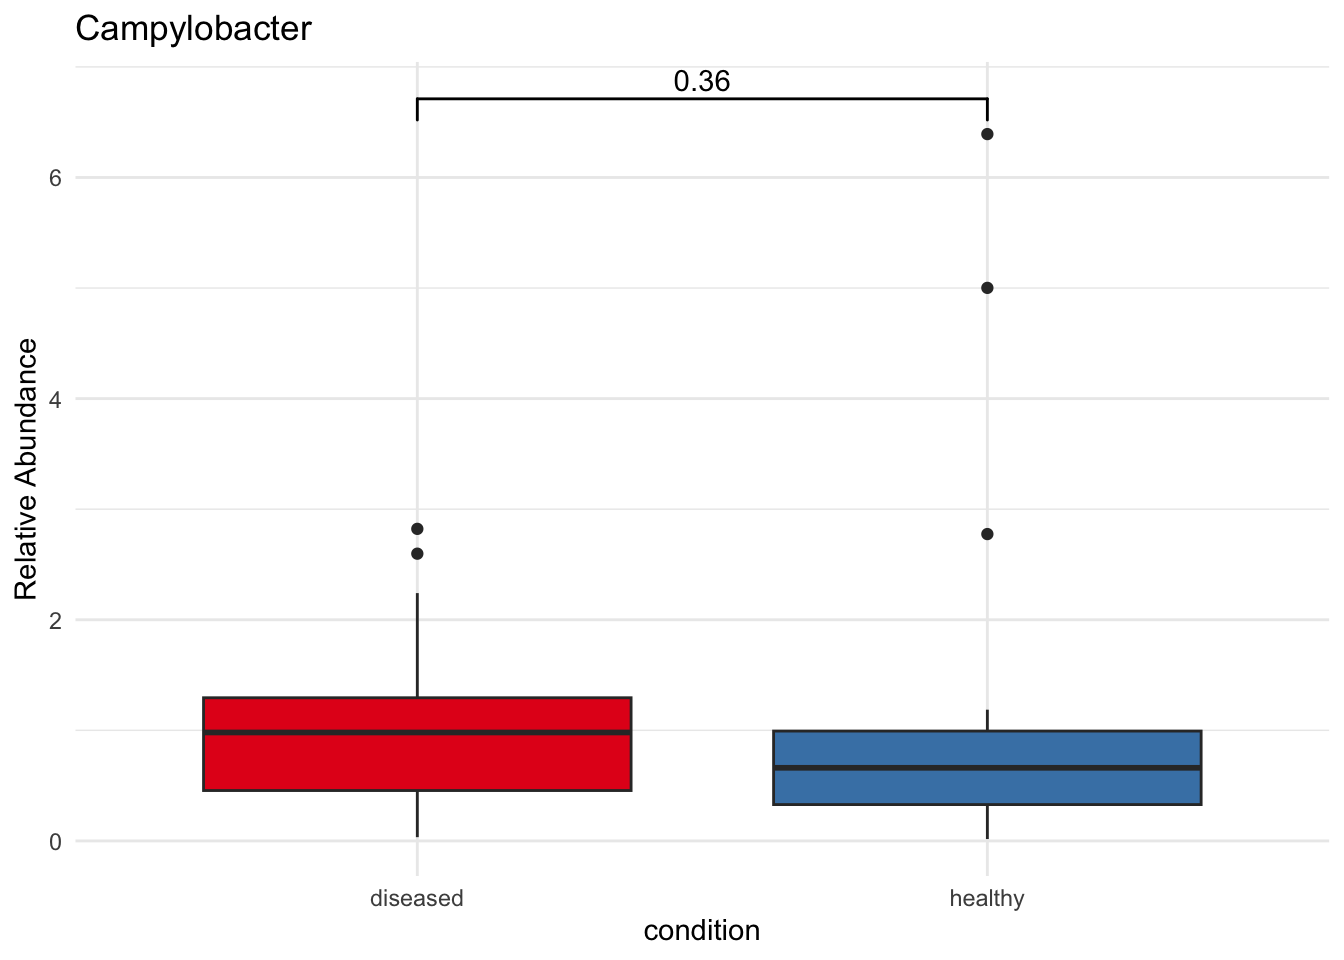 Campylobacter
0.36
6
4
2
0
Relative Abundance
diseased
healthy
condition